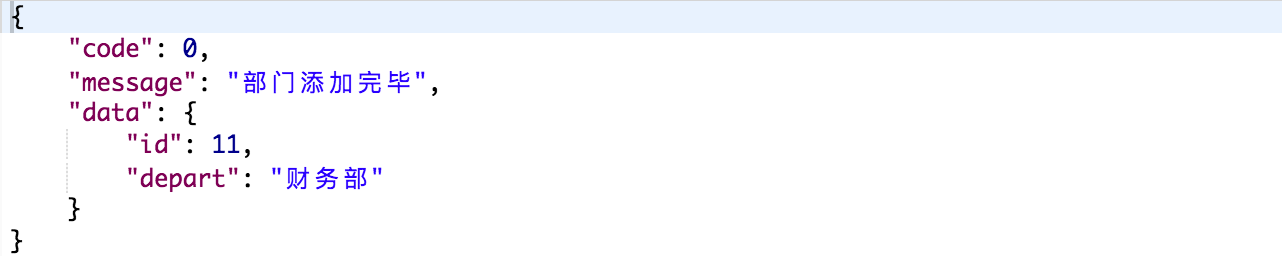 {
    "code": 0,
    "message": "部门添加完毕",
    "data": {
        "id": 11,
        "depart": "财务部"
    }
}